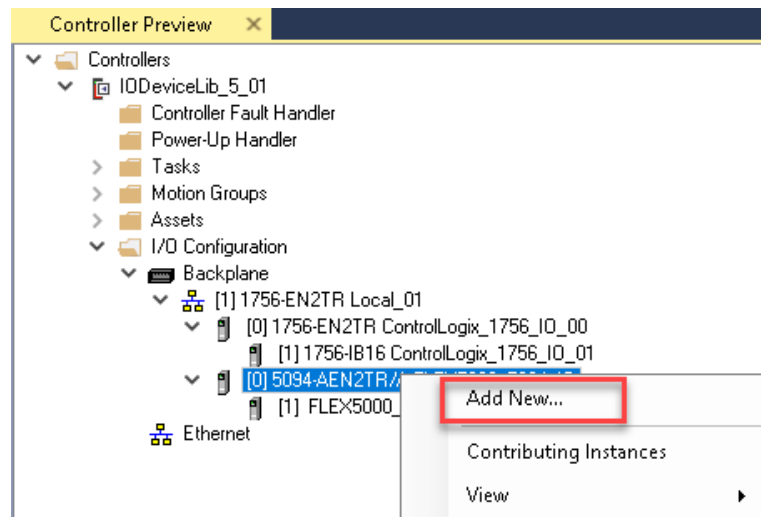 Controller Preview
Controllers
IODeviceLib_5_01
Controller Fault Handler
Power-Up Handler
Tasks
Motion Groups
Assets
I/O Configuration
Backplane
[1] 1756-EN2TR Local_01
[0] 1756-EN2TR ControlLogix_1756_IO_00
[1] 1756-IB16 ControlLogix_1756_IO_01
[0] 5094-AEN2TR/
Add New...
[1] FLEX5000_
Ethernet
Contributing Instances
View